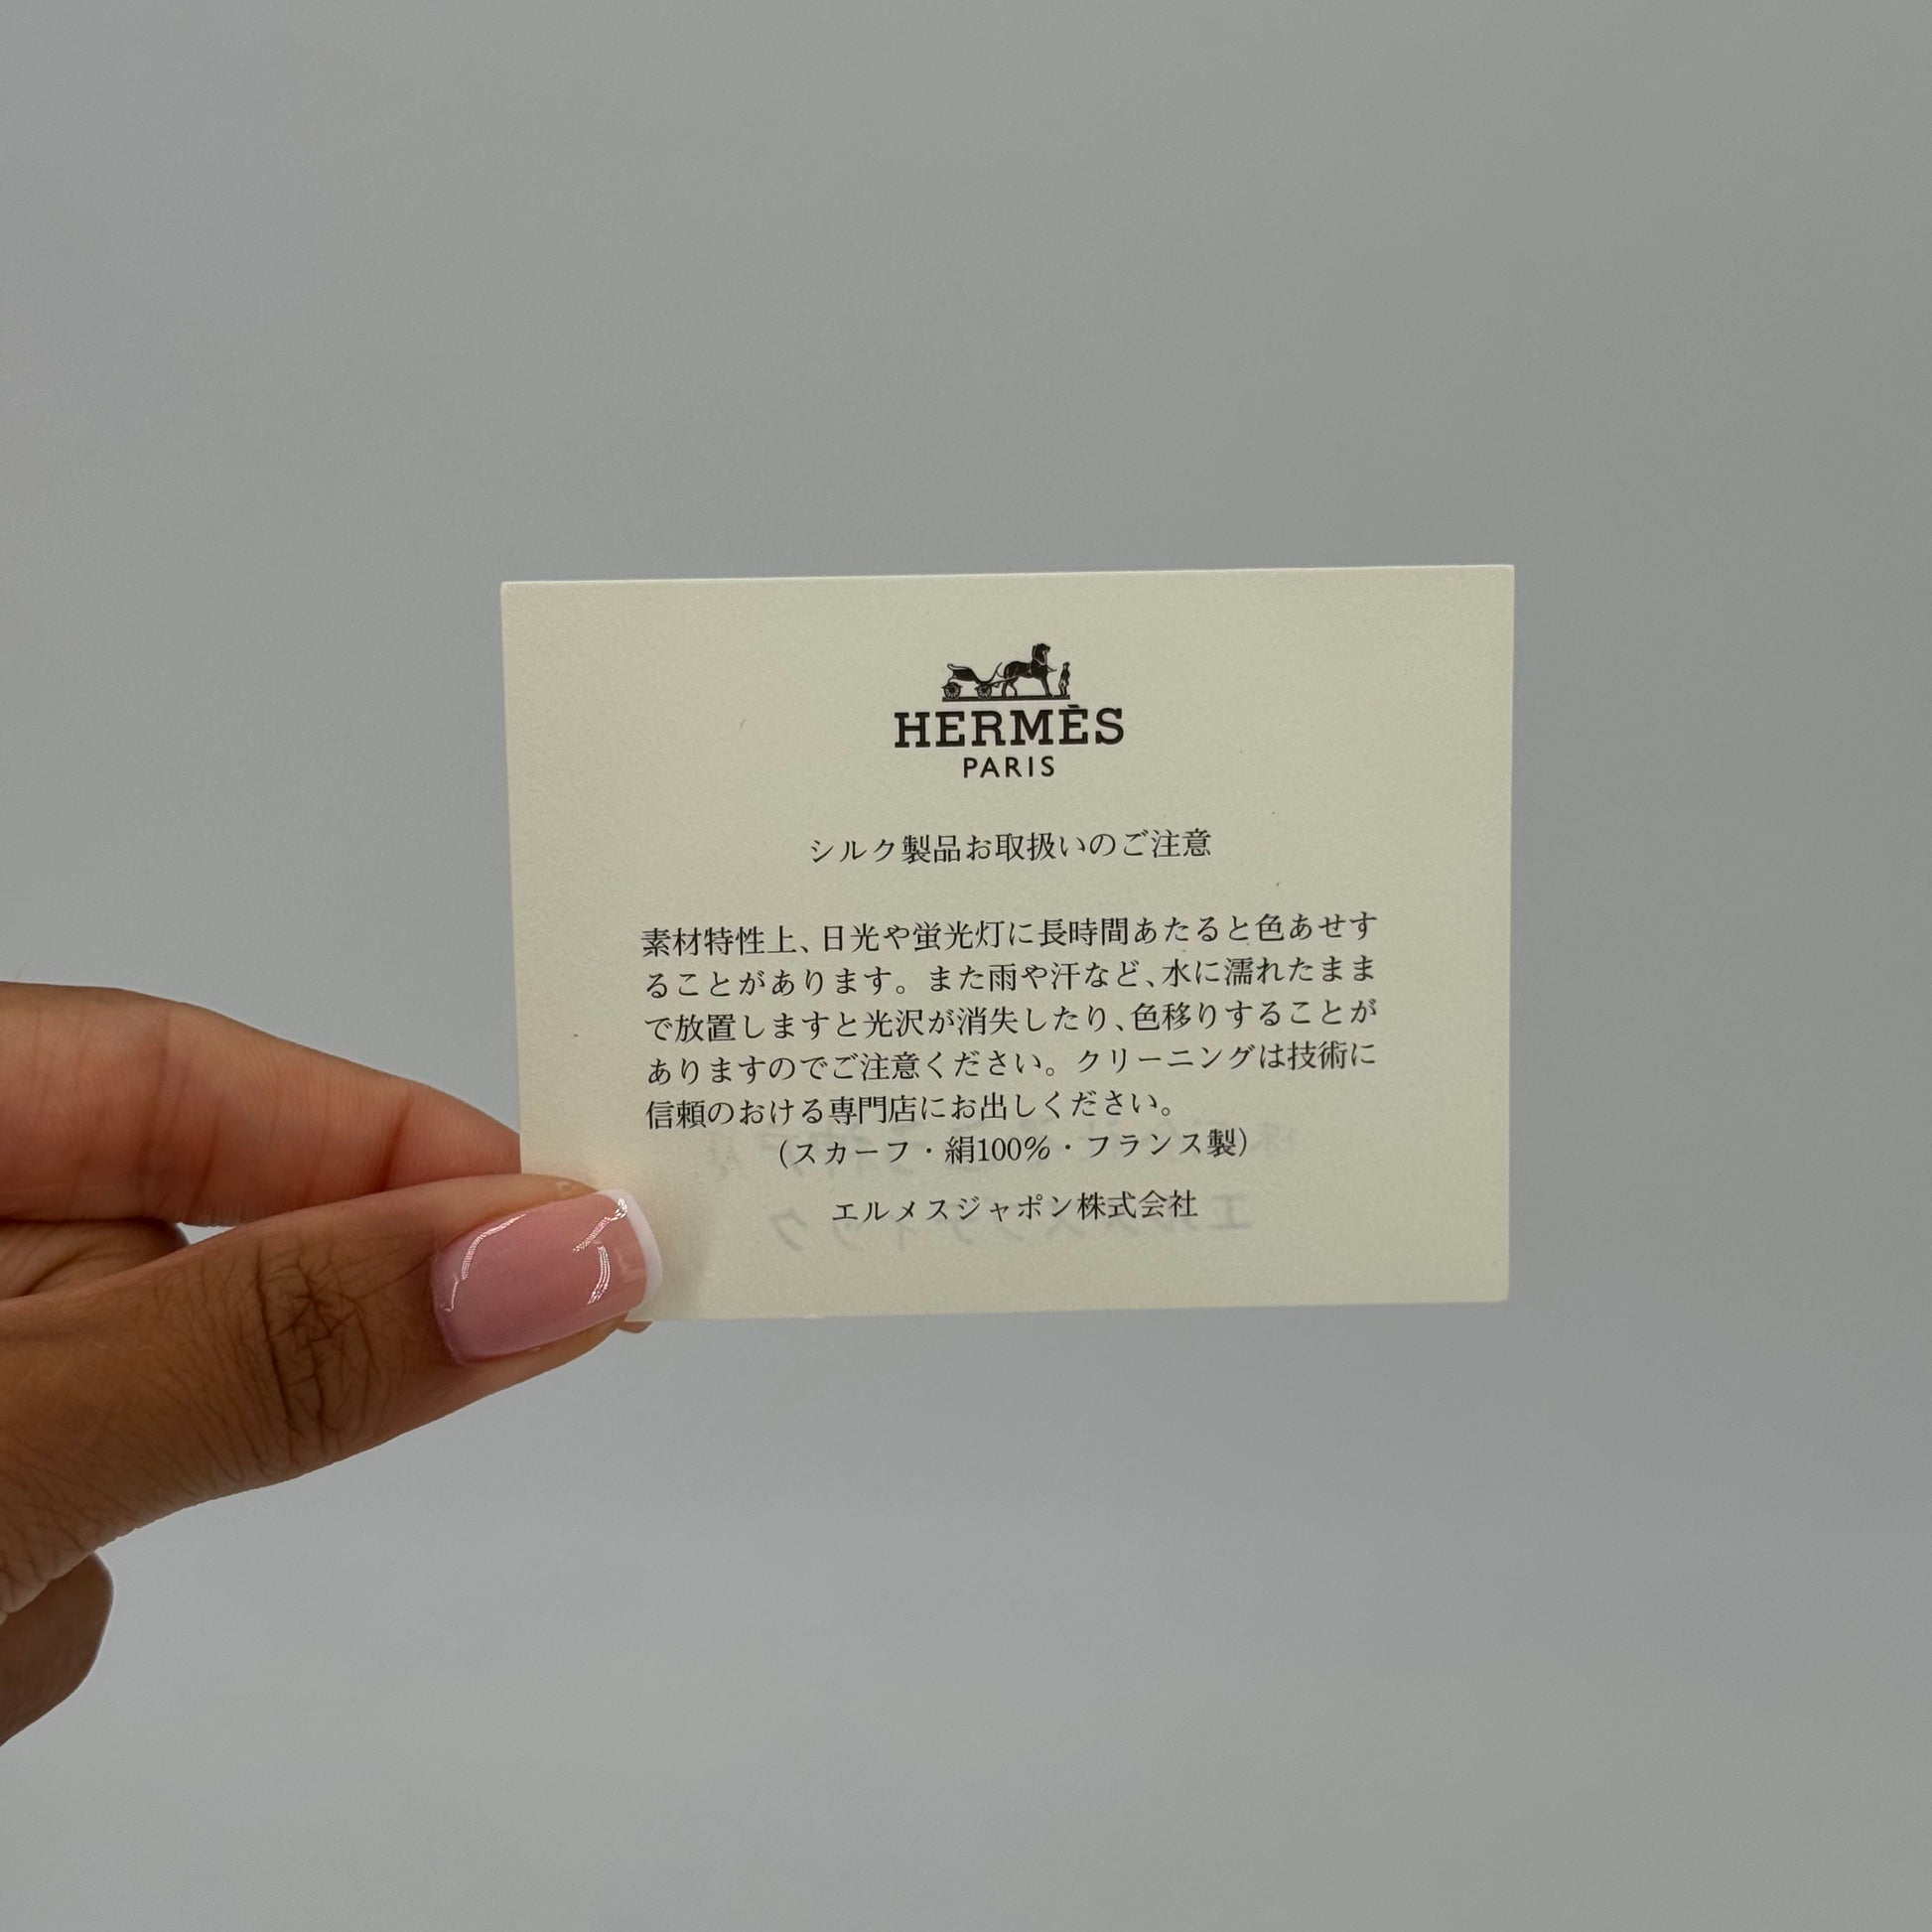 HERMÈS
PARIS
シルク製品お取扱いのご注意
素材特性上、日光や蛍光灯に長時間あたると色あせす
ることがあります。また雨や汗など、水に濡れたまま
で放置しますと光沢が消失したり、色移りすることが
ありますのでご注意ください。クリーニングは技術に
信頼のおける専門店にお出しください。
(スカーフ・絹100%・フランス製)
エルメスジャポン株式会社